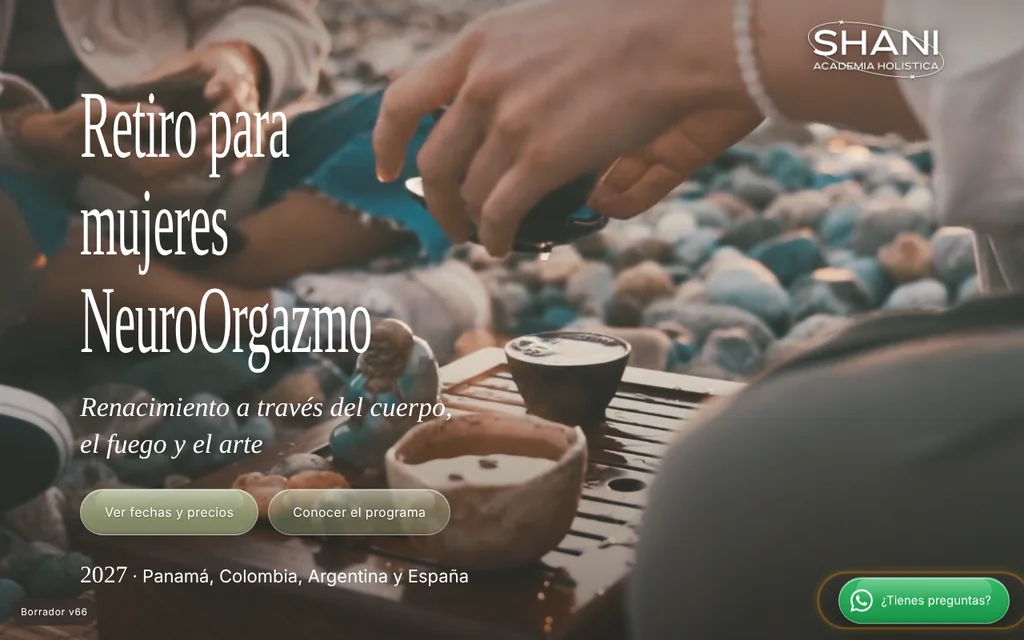 SHANI
ACADEMIA HOLISTICA
Retiro para
mujeres
NeuroOrgazmo
Renacimiento a través del cuerpo,
el fuego y el arte
Ver fechas y precios
Conocer el programa
2027 · Panamá, Colombia, Argentina y España
Borrador v66
¿Tienes preguntas?